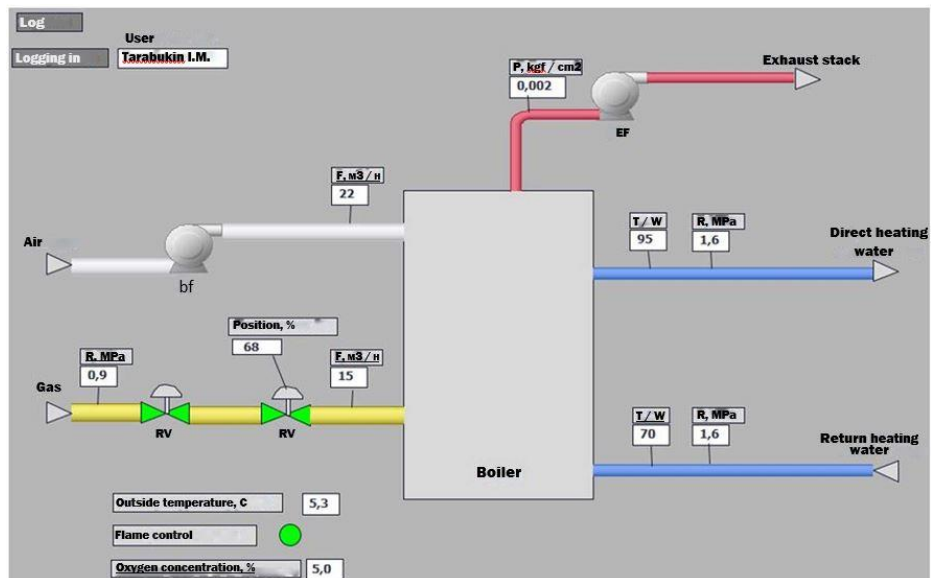 Log
User
Logging in
Tarabukin I.M.
P, kgf / cm2
0,002
Exhaust stack
EF
F, м3 / н
22
Air
bf
T / W
95
R, MPa
1,6
Direct heating
water
Position, %
68
R. MPa
0,9
F, м3 / н
15
Gas
RV
RV
T / W
70
R, MPa
1,6
Return heating
water
Boiler
Outside temperature, C
5,3
Flame control
Oxygen concentration, %
5,0